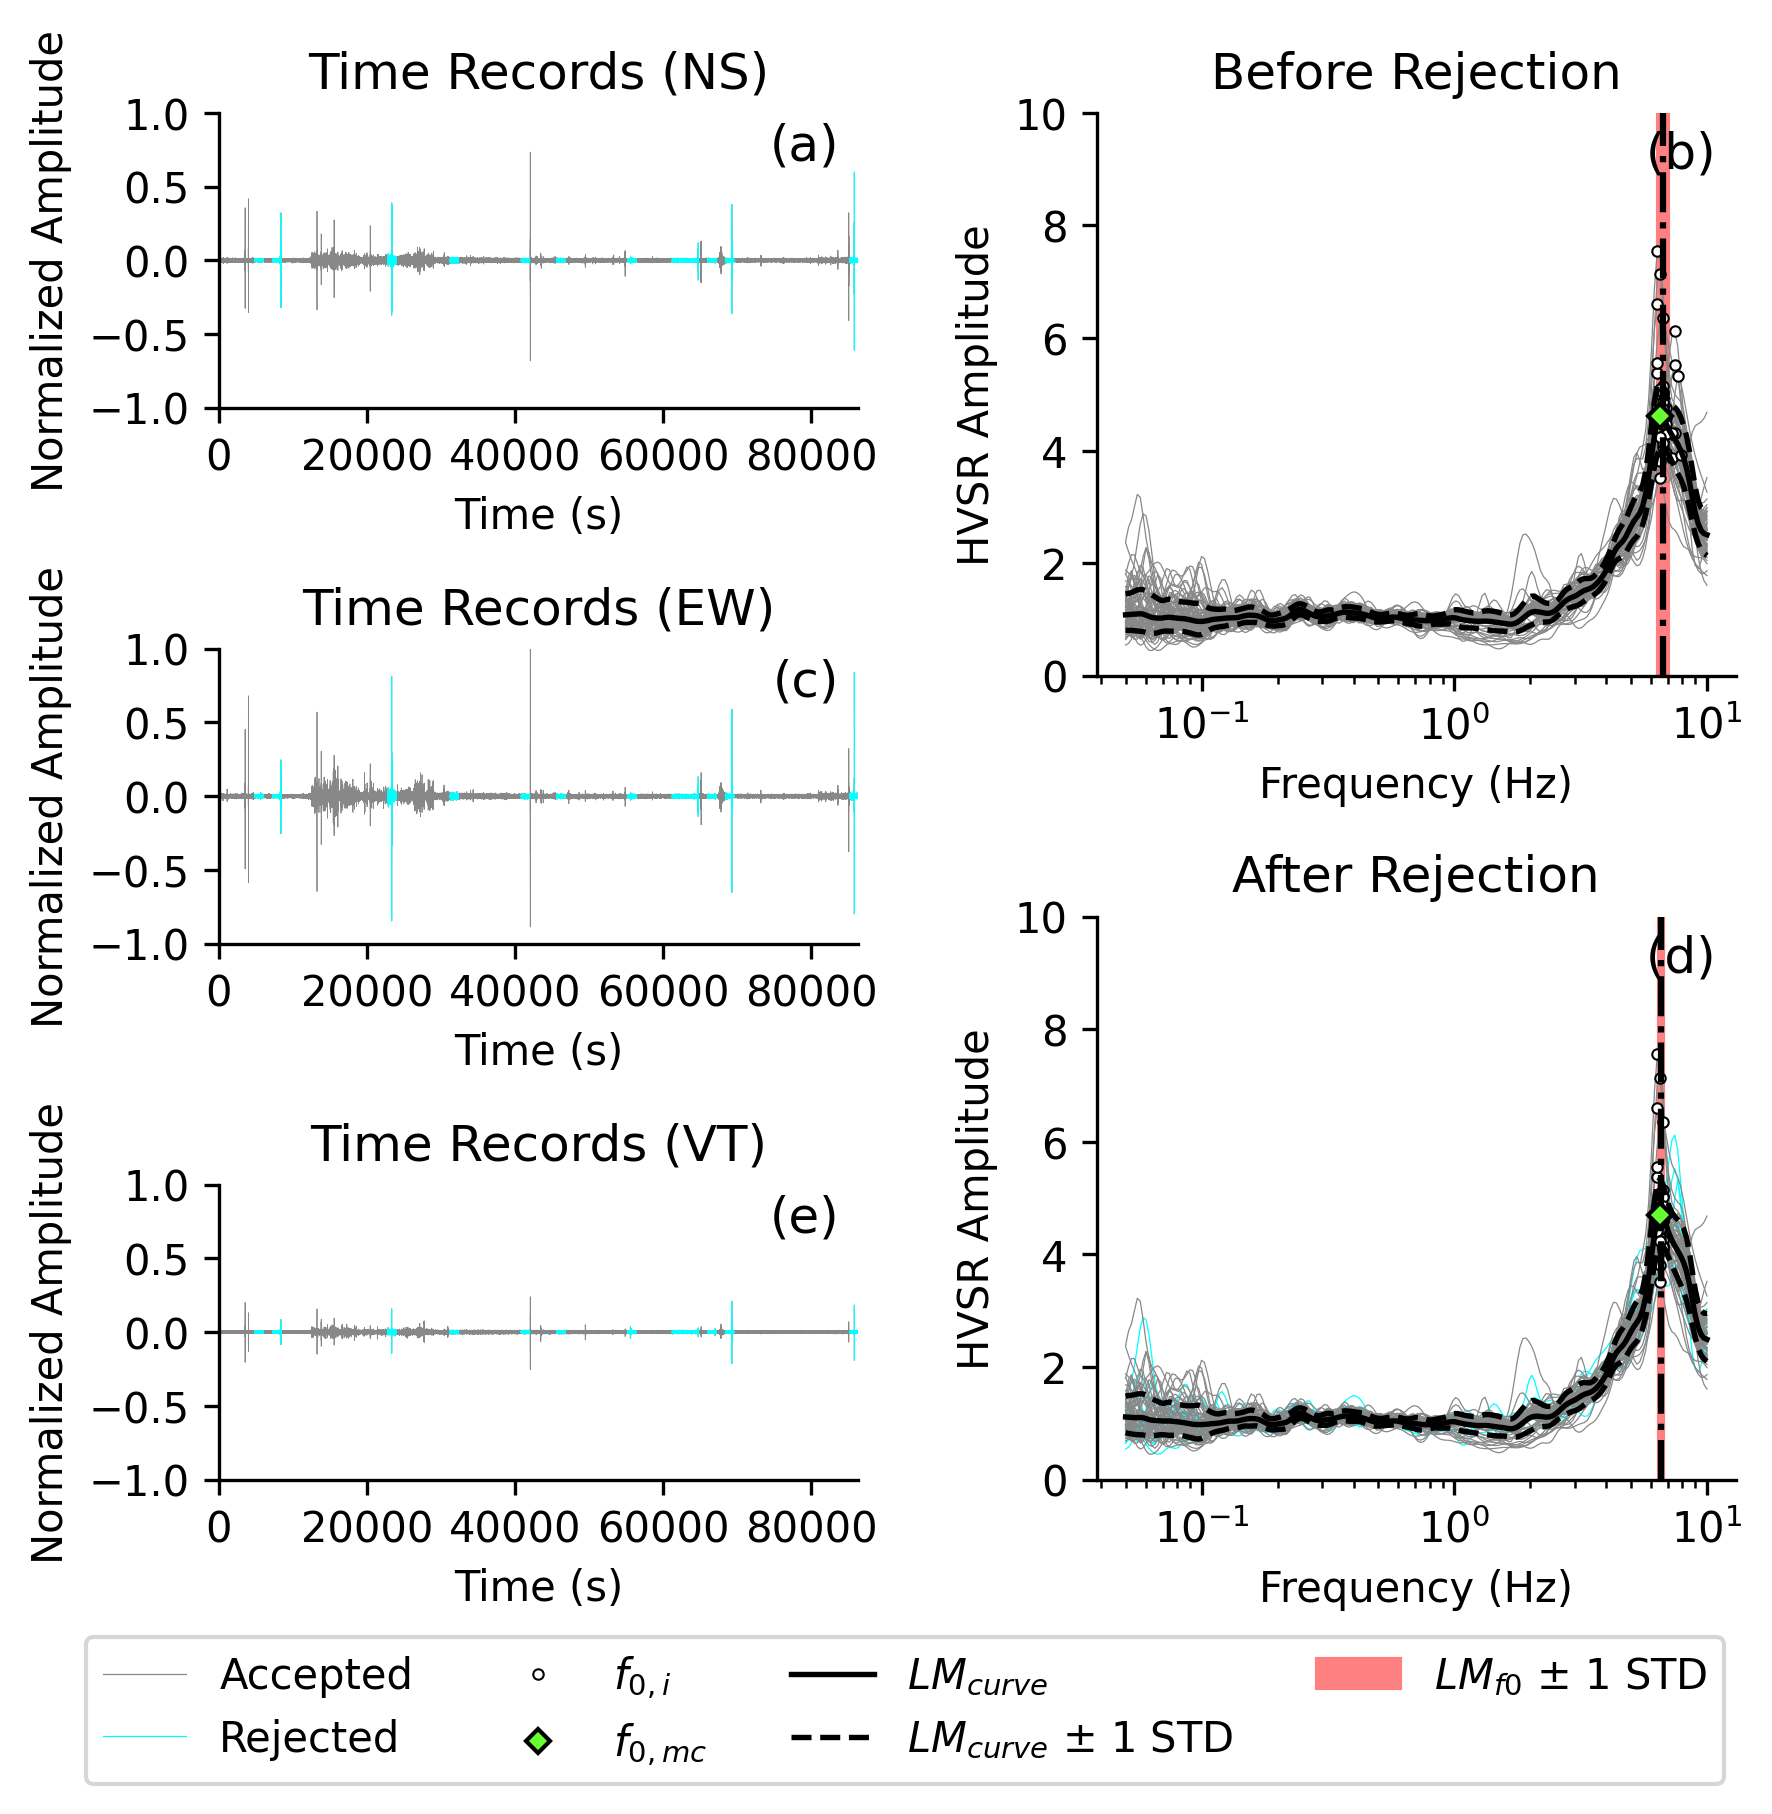 Time Records (NS)
(a)
Normalized Amplitude
1.0
0.5
0.0
−0.5
−1.0
0 20000 40000 60000 80000
Time (s)
Before Rejection
(b)
HVSR Amplitude
10
8
6
4
2
0
10⁻¹ 10⁰ 10¹
Frequency (Hz)
Time Records (EW)
(c)
Normalized Amplitude
1.0
0.5
0.0
−0.5
−1.0
0 20000 40000 60000 80000
Time (s)
After Rejection
(d)
HVSR Amplitude
10
8
6
4
2
0
10⁻¹ 10⁰ 10¹
Frequency (Hz)
Time Records (VT)
(e)
Normalized Amplitude
1.0
0.5
0.0
−0.5
−1.0
0 20000 40000 60000 80000
Time (s)
Accepted
Rejected
f0,i
f0,mc
LMcurve
LMcurve ± 1 STD
LMf0 ± 1 STD